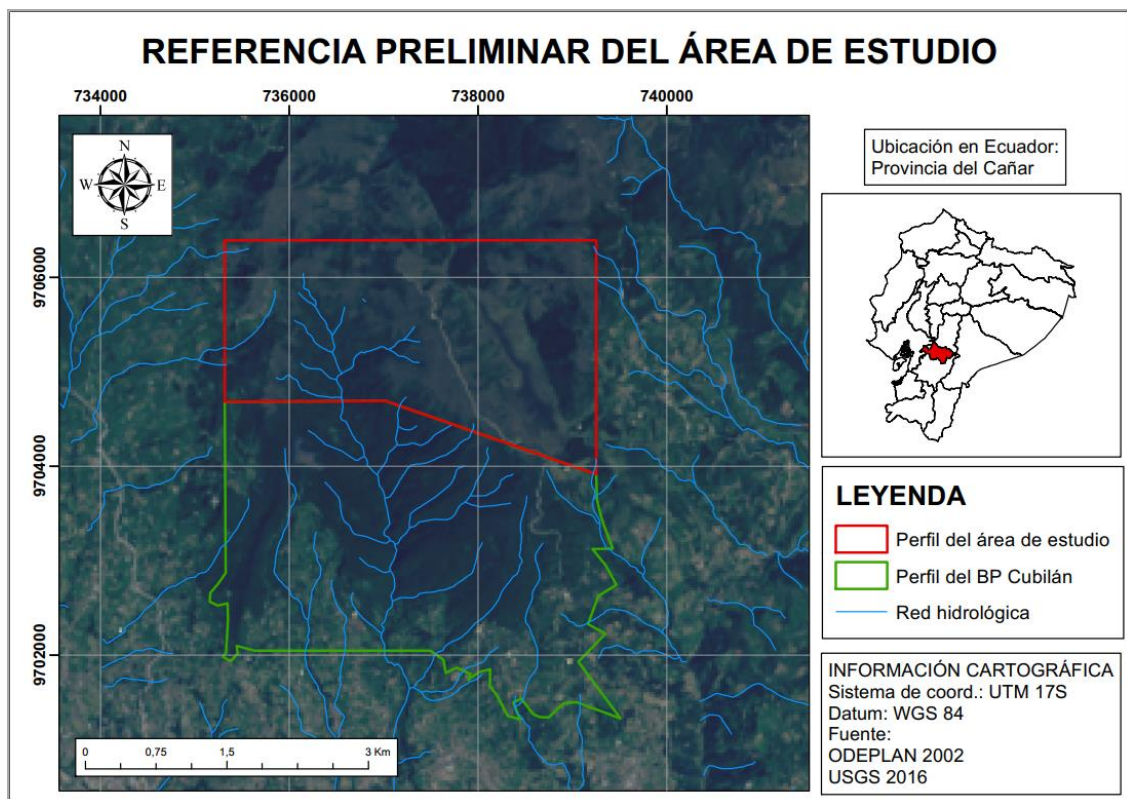 REFERENCIA PRELIMINAR DEL ÁREA DE ESTUDIO
734000 736000 738000 740000
N
W E
S
9706000
9704000
9702000
0 0,75 1,5 3 Km
Ubicación en Ecuador:
Provincia del Cañar
LEYENDA
Perfil del área de estudio
Perfil del BP Cubilán
Red hidrológica
INFORMACIÓN CARTOGRÁFICA
Sistema de coord.: UTM 17S
Datum: WGS 84
Fuente:
ODEPLAN 2002
USGS 2016